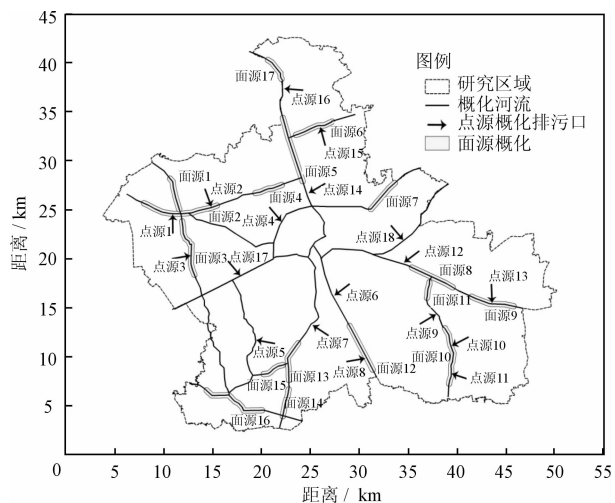 45
40
35
30
25
20
15
10
5
0
5
10
15
20
25
30
35
40
45
50
55
距离 / km
距离 / km
图例
研究区域
概化河流
点源概化排污口
面源概化
面源17
点源16
面源6
点源15
面源1
点源2
面源5
点源14
面源4
面源2
点源4
面源7
点源1
点源18
点源12
点源3
面源3
点源17
面源8
点源13
面源11
面源9
点源6
点源9
点源7
点源5
点源10
面源10
点源8
面源12
点源11
面源13
面源15
面源14
面源16